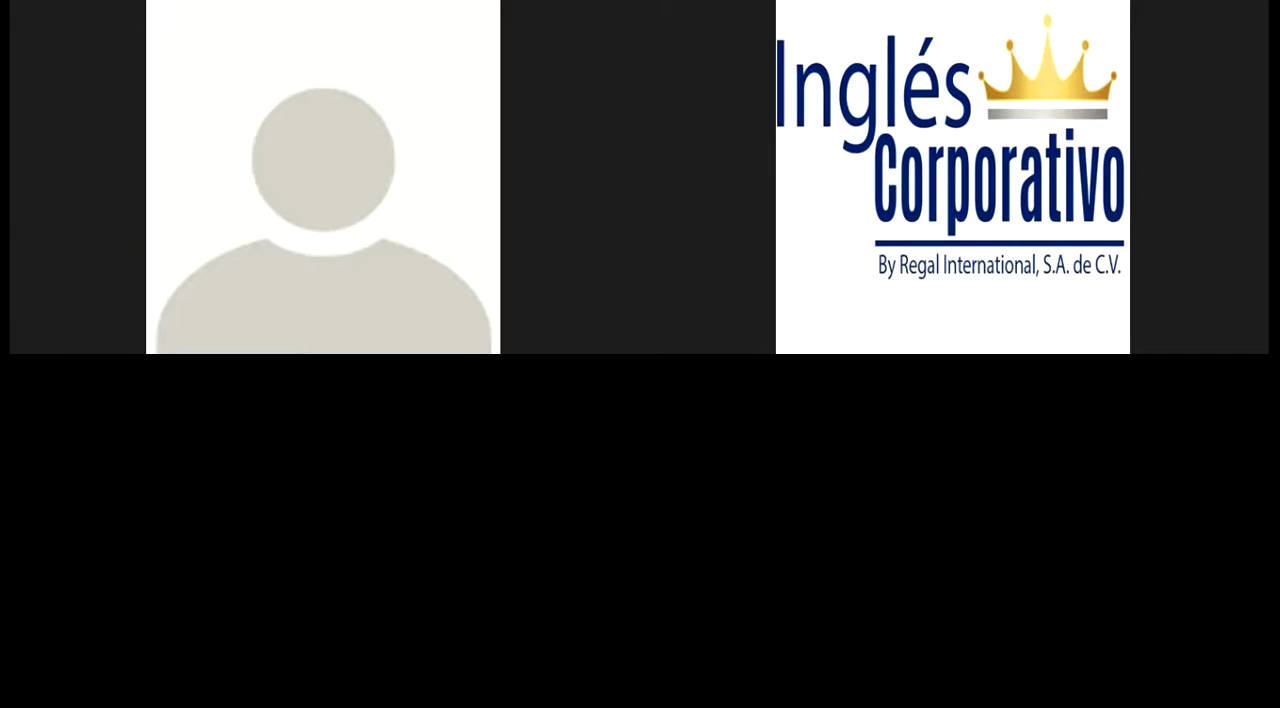 Inglés
Corporativo
By Regal International, S.A. de C.V.